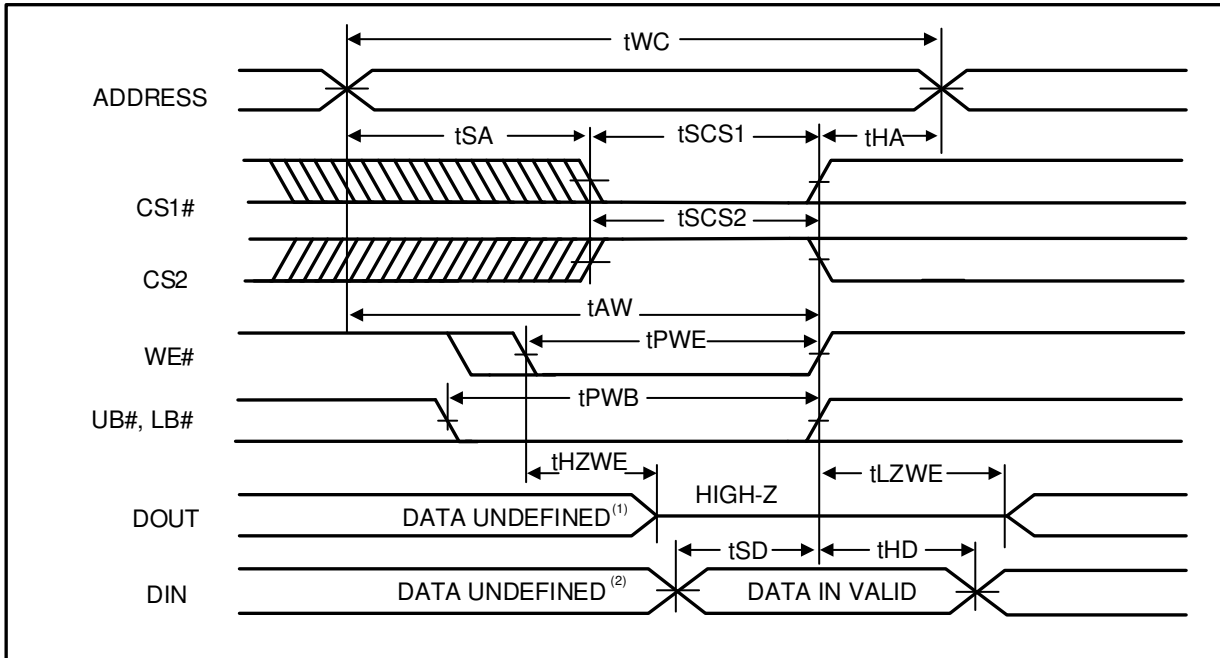 tWC
ADDRESS
tSA
tSCS1
tHA
CS1#
tSCS2
CS2
tAW
WE#
tPWE
UB#, LB#
tPWB
tHZWE
tLZWE
HIGH-Z
DOUT
DATA UNDEFINED(1)
tSD
tHD
DIN
DATA UNDEFINED(2)
DATA IN VALID